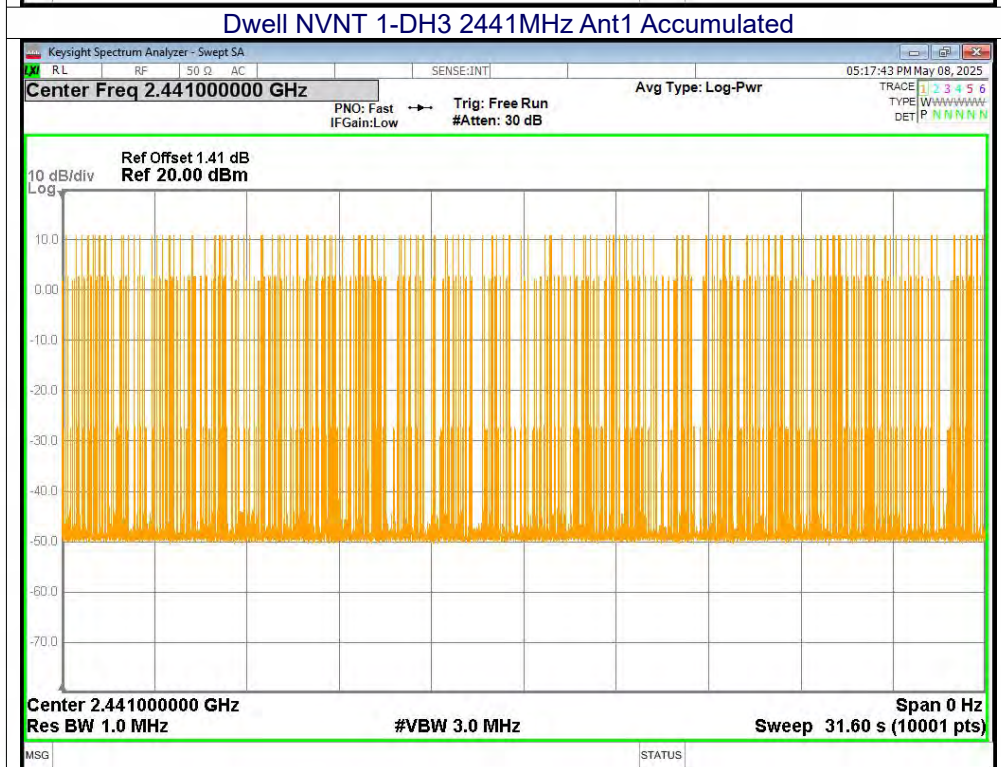 Dwell NVNT 1-DH3 2441MHz Ant1 Accumulated
Keysight Spectrum Analyzer - Swept SA
LXI RL RF 50 Ω AC SENSE:INT 05:17:43 PM May 08, 2025
Center Freq 2.441000000 GHz Avg Type: Log-Pwr TRACE 1 2 3 4 5 6
PNO: Fast Trig: Free Run TYPE WWWWWWW
IFGain:Low #Atten: 30 dB DET P N N N N N
Ref Offset 1.41 dB
10 dB/div Ref 20.00 dBm
Log
10.0
0.00
-10.0
-20.0
-30.0
-40.0
-50.0
-60.0
-70.0
Center 2.441000000 GHz Span 0 Hz
Res BW 1.0 MHz #VBW 3.0 MHz Sweep 31.60 s (10001 pts)
MSG STATUS